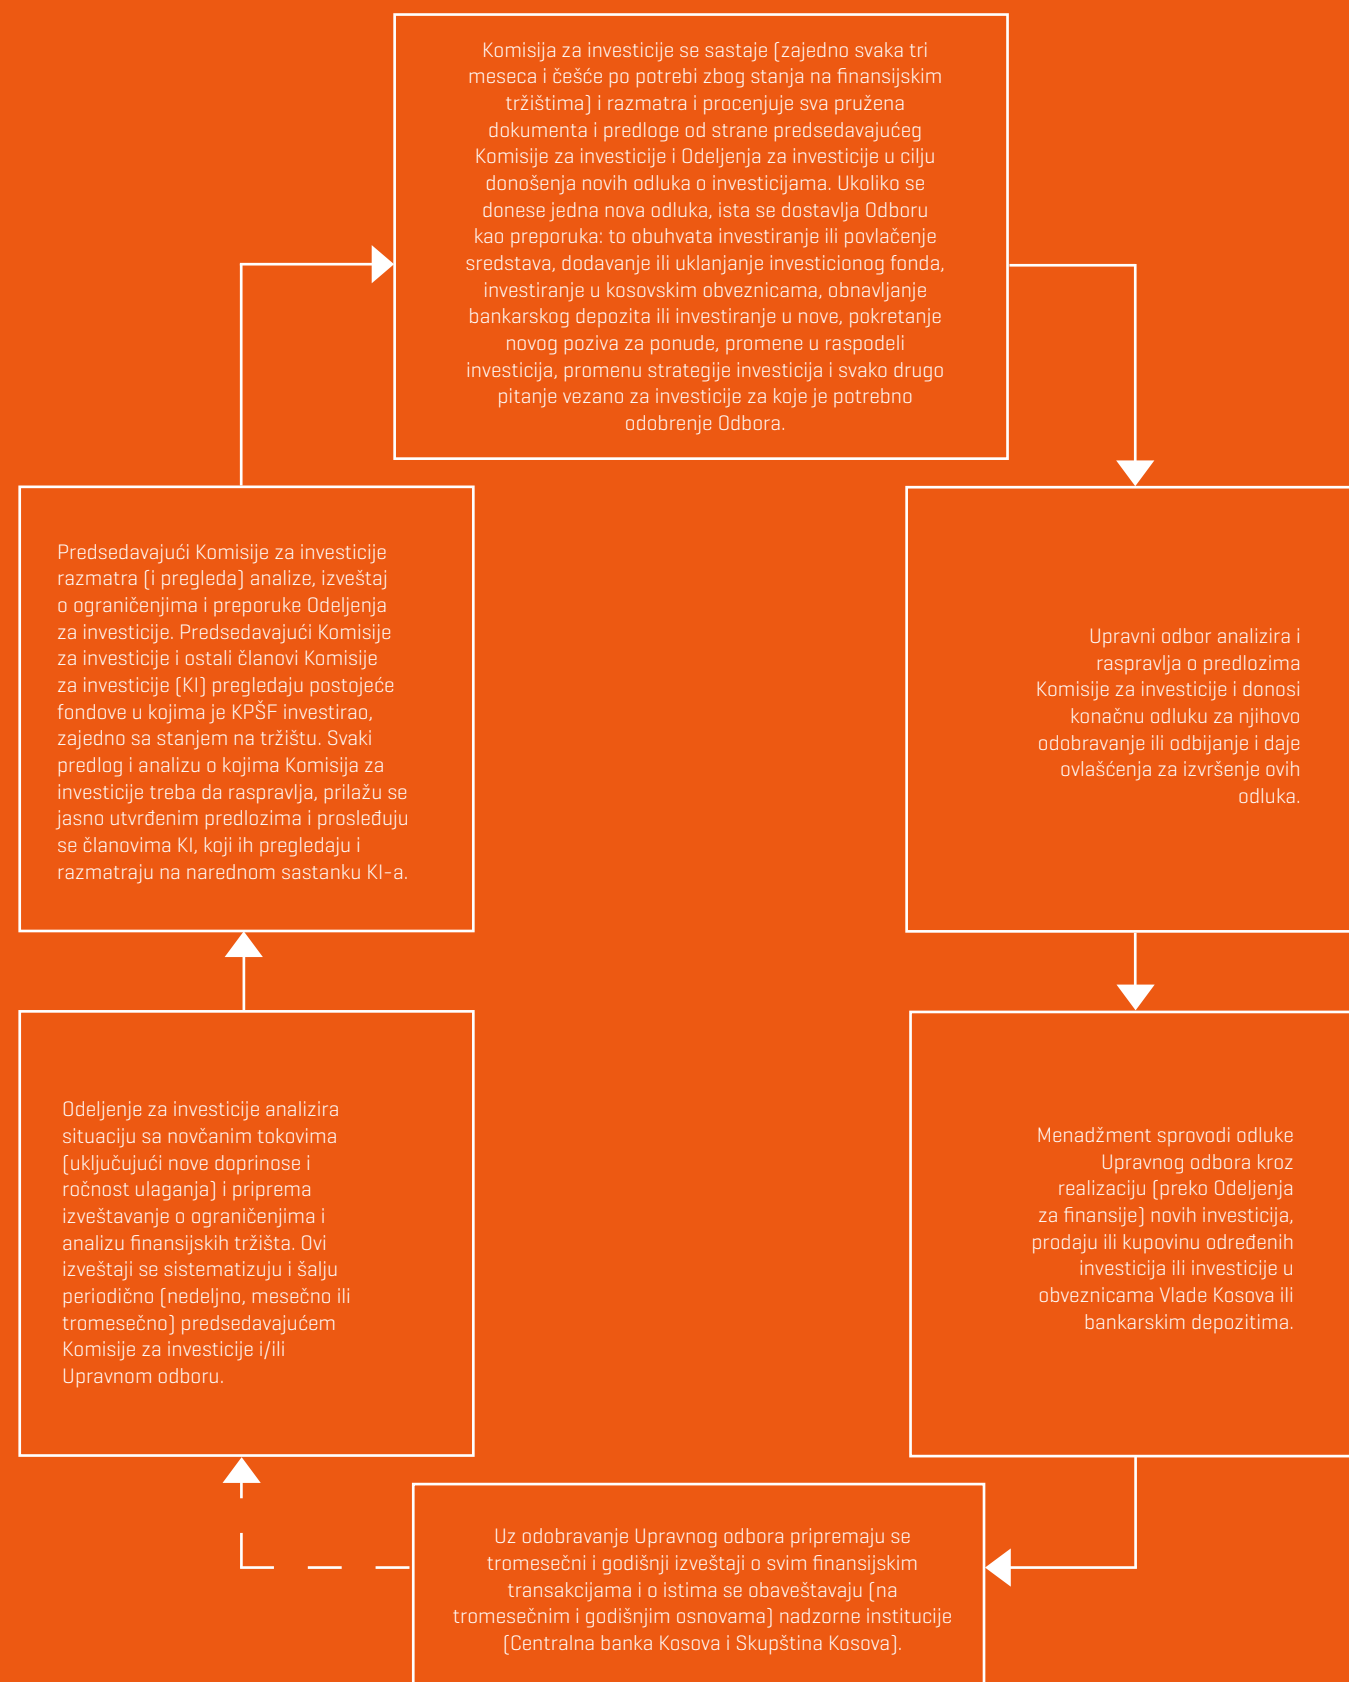 Komisija za investicije se sastaje (zajedno svaka tri
meseca i češće po potrebi zbog stanja na finansijskim
tržištima) i razmatra i procenjuje sva pružena
dokumenta i predloge od strane predsedavajućeg
Komisije za investicije i Odeljenja za investicije u cilju
donošenja novih odluka o investicijama. Ukoliko se
donese jedna nova odluka, ista se dostavlja Odboru
kao preporuka: to obuhvata investiranje ili povlačenje
sredstava, dodavanje ili uklanjanje investicionog fonda,
investiranje u kosovskim obveznicama, obnavljanje
bankarskog depozita ili investiranje u nove, pokretanje
novog poziva za ponude, promene u raspodeli
investicija, promenu strategije investicija i svako drugo
pitanje vezano za investicije za koje je potrebno
odobrenje Odbora.
Predsedavajući Komisije za investicije
razmatra (i pregleda) analize, izveštaj
o ograničenjima i preporuke Odeljenja
za investicije. Predsedavajući Komisije
za investicije i ostali članovi Komisije
za investicije (KI) pregledaju postojeće
fondove u kojima je KPŠF investirao,
zajedno sa stanjem na tržištu. Svaki
predlog i analizu o kojima Komisija za
investicije treba da raspravlja, prilažu se
jasno utvrđenim predlozima i prosleđuju
se članovima KI, koji ih pregledaju i
razmatraju na narednom sastanku KI-a.
Upravni odbor analizira i
raspravlja o predlozima
Komisije za investicije i donosi
konačnu odluku za njihovo
odobravanje ili odbijanje i daje
ovlašćenja za izvršenje ovih
odluka.
Odeljenje za investicije analizira
situaciju sa novčanim tokovima
(uključujući nove doprinose i
ročnost ulaganja) i priprema
izveštavanje o ograničenjima i
analizu finansijskih tržišta. Ovi
izveštaji se sistematizuju i šalju
periodično (nedeljno, mesečno ili
tromesečno) predsedavajućem
Komisije za investicije i/ili
Upravnom odboru.
Menadžment sprovodi odluke
Upravnog odbora kroz
realizaciju (preko Odeljenja
za finansije) novih investicija,
prodaju ili kupovinu određenih
investicija ili investicije u
obveznicama Vlade Kosova ili
bankarskim depozitima.
Uz odobravanje Upravnog odbora pripremaju se
tromesečni i godišnji izveštaji o svim finansijskim
transakcijama i o istima se obaveštavaju (na
tromesečnim i godišnjim osnovama) nadzorne institucije
(Centralna banka Kosova i Skupština Kosova).